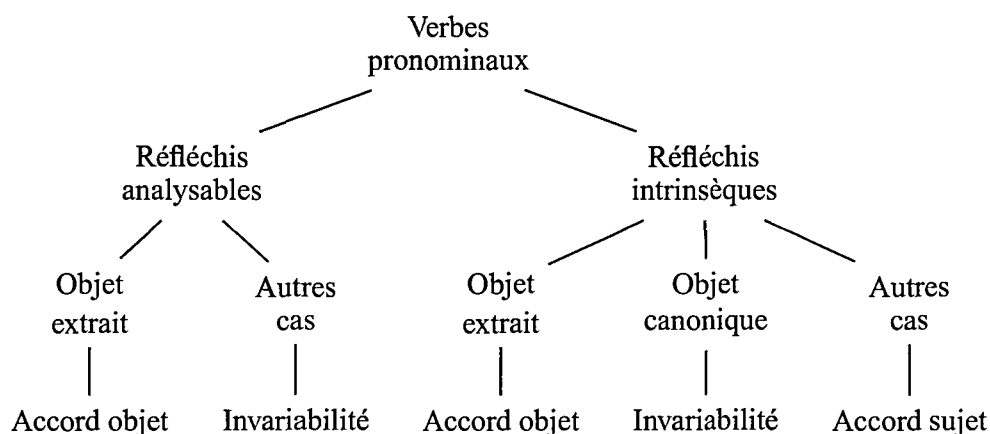 Verbes
pronominaux
Réfléchis
analysables
Réfléchis
intrinsèques
Objet
extrait
Autres
cas
Objet
extrait
Objet
canonique
Autres
cas
Accord objet
Invariabilité
Accord objet
Invariabilité
Accord sujet